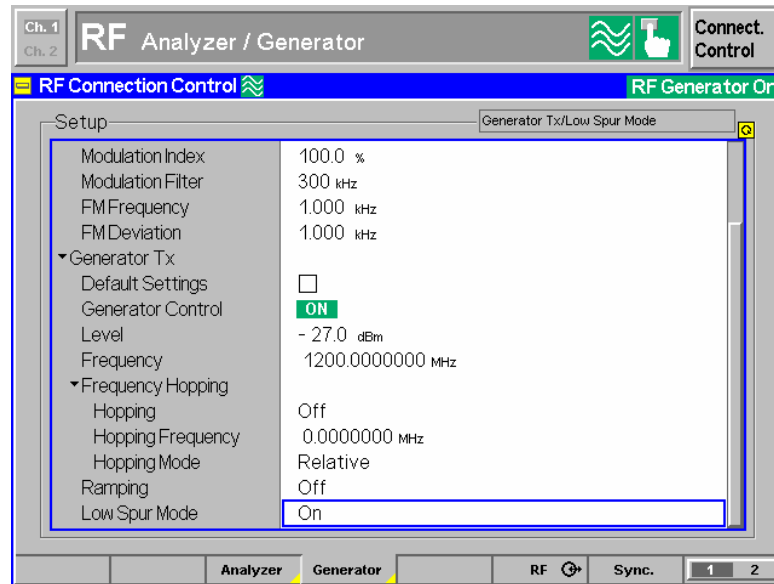 Ch. 1
Ch. 2
RF Analyzer / Generator
Connect.
Control
RF Connection Control
RF Generator On
Setup
Generator Tx/Low Spur Mode
Modulation Index 100.0 %
Modulation Filter 300 kHz
FM Frequency 1.000 kHz
FM Deviation 1.000 kHz
Generator Tx
Default Settings
Generator Control ON
Level - 27.0 dBm
Frequency 1200.0000000 MHz
Frequency Hopping
Hopping Off
Hopping Frequency 0.0000000 MHz
Hopping Mode Relative
Ramping Off
Low Spur Mode On
Analyzer Generator RF Sync. 1 2